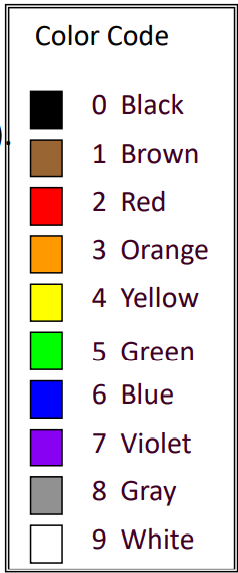 Color Code
).
0 Black
1 Brown
2 Red
3 Orange
4 Yellow
5 Green
6 Blue
7 Violet
8 Gray
9 White